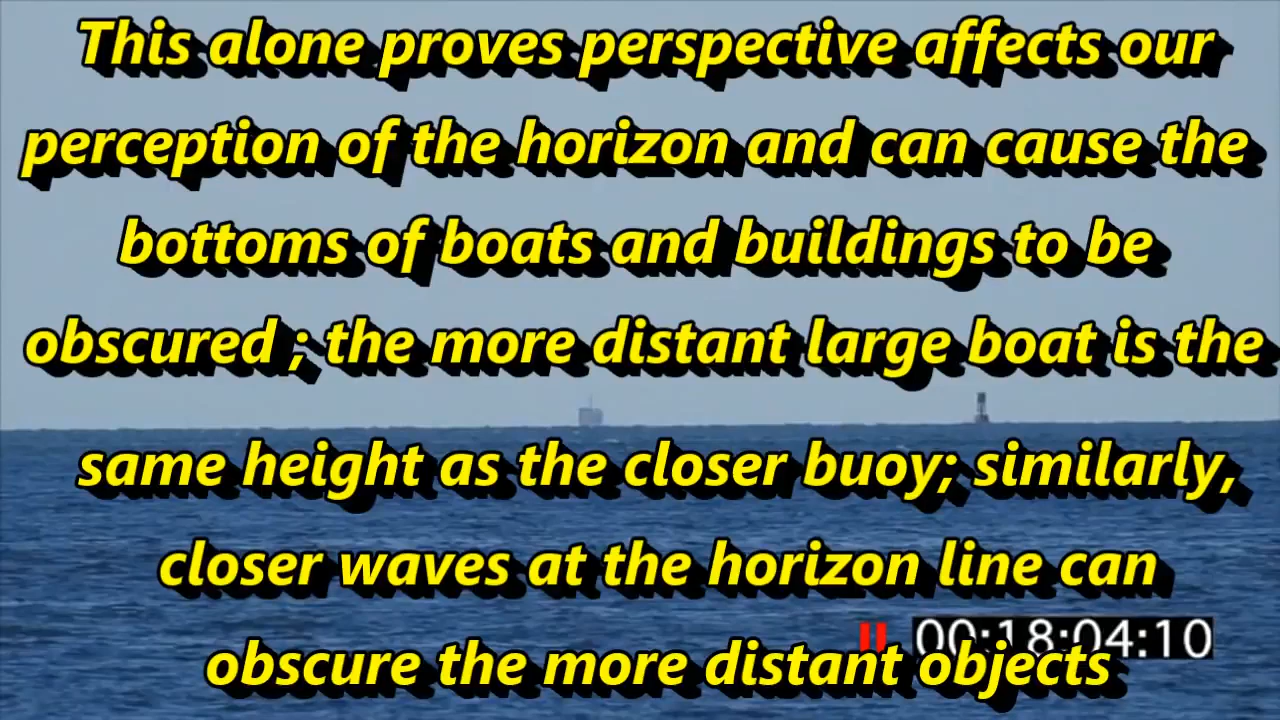 This alone proves perspective affects our
perception of the horizon and can cause the
bottoms of boats and buildings to be
obscured ; the more distant large boat is the
same height as the closer buoy; similarly,
closer waves at the horizon line can
00:18:04:10
obscure the more distant objects